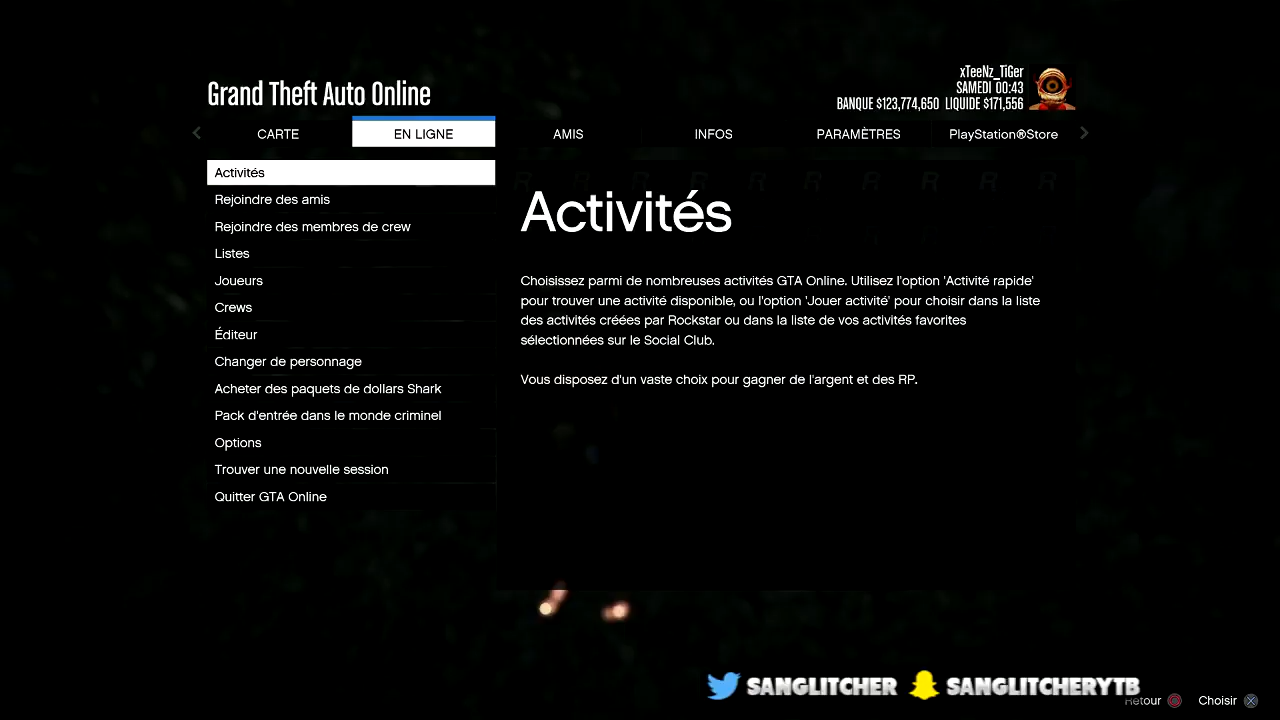 Grand Theft Auto Online
xTeeNz_TiGer
SAMEDI 00:43
BANQUE $123,774,650 LIQUIDE $171,556
CARTE EN LIGNE AMIS INFOS PARAMÈTRES PlayStation®Store
Activités
Rejoindre des amis
Rejoindre des membres de crew
Listes
Joueurs
Crews
Éditeur
Changer de personnage
Acheter des paquets de dollars Shark
Pack d'entrée dans le monde criminel
Options
Trouver une nouvelle session
Quitter GTA Online
Activités
Choisissez parmi de nombreuses activités GTA Online. Utilisez l'option 'Activité rapide'
pour trouver une activité disponible, ou l'option 'Jouer activité' pour choisir dans la liste
des activités créées par Rockstar ou dans la liste de vos activités favorites
sélectionnées sur le Social Club.
Vous disposez d'un vaste choix pour gagner de l'argent et des RP.
SANGLITCHER SANGLITCHERYTB
Retour Choisir